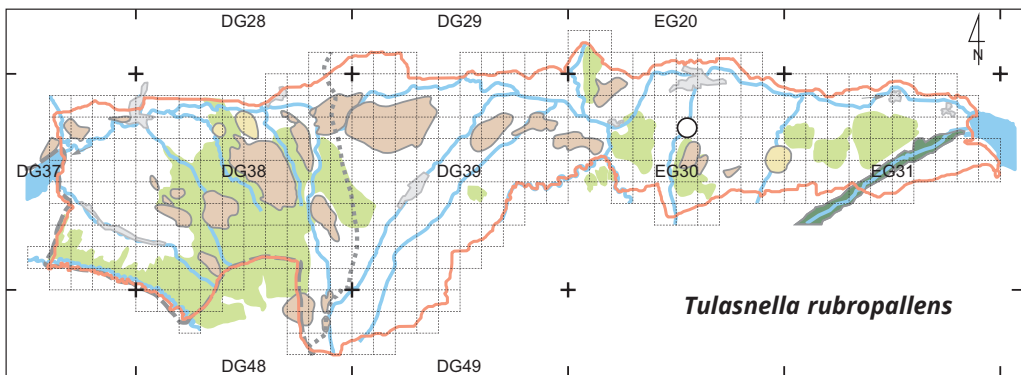 DG28 DG29 EG20
N
DG37 DG38 DG39 EG30 EG31
Tulasnella rubropallens
DG48 DG49